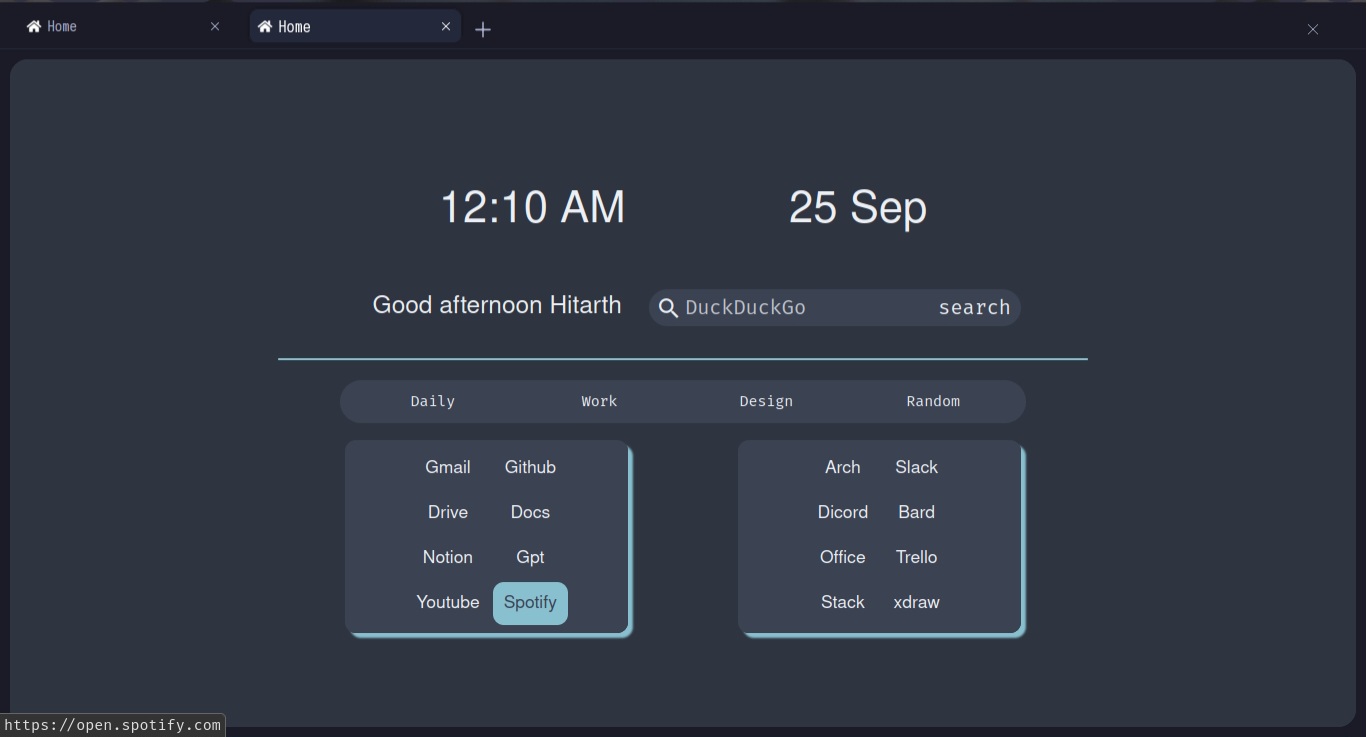 Home Home
12:10 AM 25 Sep
Good afternoon Hitarth DuckDuckGo search
Daily Work Design Random
Gmail Github
Drive Docs
Notion Gpt
Youtube Spotify
Arch Slack
Dicord Bard
Office Trello
Stack xdraw
https://open.spotify.com